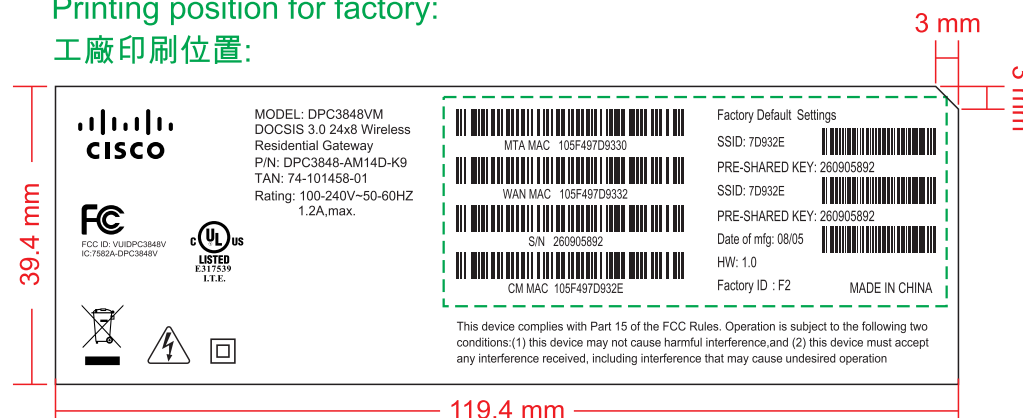 Printing position for factory:
工廠印刷位置:
3 mm
3 mm
CISCO
MODEL: DPC3848VM
DOCSIS 3.0 24x8 Wireless
Residential Gateway
P/N: DPC3848-AM14D-K9
TAN: 74-101458-01
Rating: 100-240V~50-60HZ
1.2A,max.
FC
FCC ID: VUIDPC3848V
IC:7582A-DPC3848V
C UL US
LISTED
E317539
I.T.E.
MTA MAC 105F497D9330
WAN MAC 105F497D9332
S/N 260905892
CM MAC 105F497D932E
Factory Default Settings
SSID: 7D932E
PRE-SHARED KEY: 260905892
SSID: 7D932E
PRE-SHARED KEY: 260905892
Date of mfg: 08/05
HW: 1.0
Factory ID : F2 MADE IN CHINA
This device complies with Part 15 of the FCC Rules. Operation is subject to the following two
conditions:(1) this device may not cause harmful interference,and (2) this device must accept
any interference received, including interference that may cause undesired operation
39.4 mm
119.4 mm